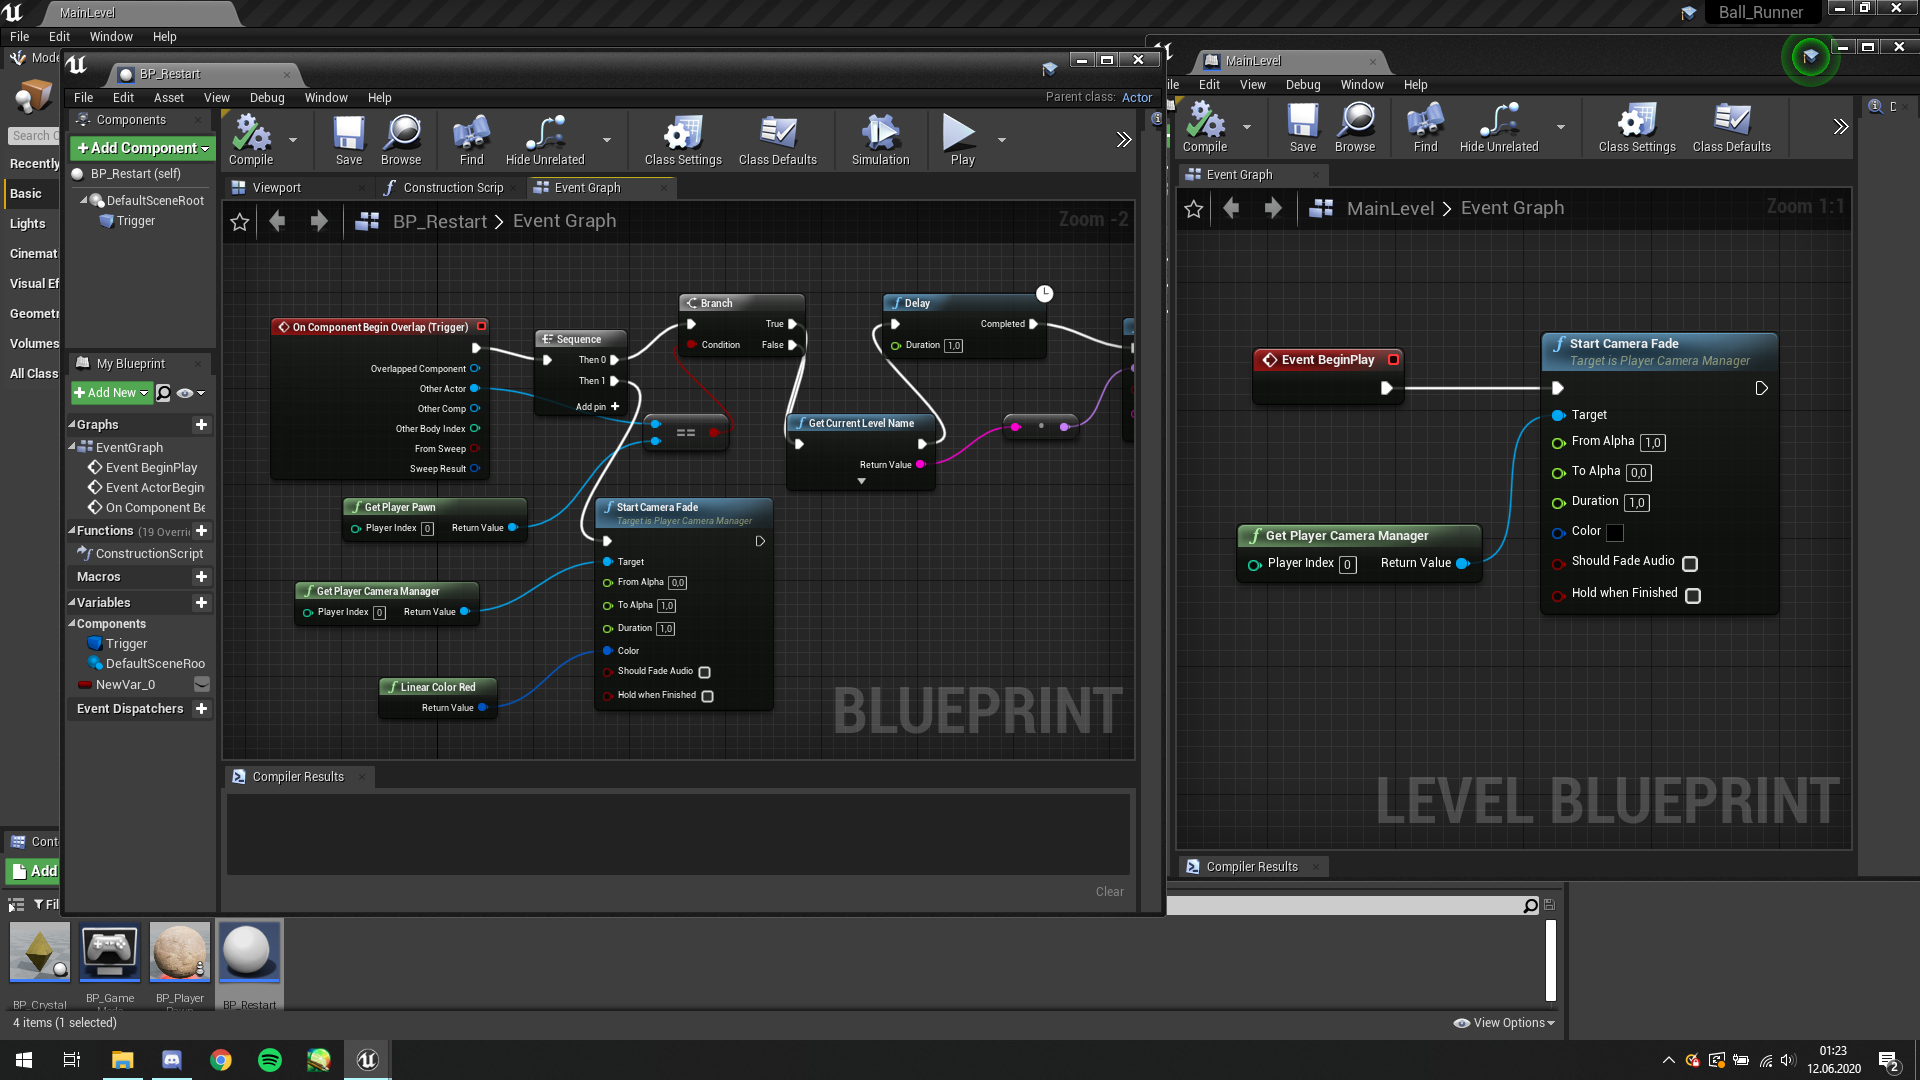 MainLevel
Ball_Runner
File Edit Window Help
Mode
Search C
Recently
Basic
Lights
Cinemat
Visual Ef
Geometr
Volumes
All Class
BP_Restart
File Edit Asset View Debug Window Help
Parent class: Actor
Components
+Add Component
BP_Restart (self)
DefaultSceneRoot
Trigger
My Blueprint
+Add New
Graphs
EventGraph
Event BeginPlay
Event ActorBegin
On Component Be
Functions (19 Overri
ConstructionScript
Macros
Variables
Components
Trigger
DefaultSceneRoo
NewVar_0
Event Dispatchers
Compile Save Browse Find Hide Unrelated Class Settings Class Defaults Simulation Play
Viewport Construction Scrip Event Graph
BP_Restart > Event Graph
Zoom -2
On Component Begin Overlap (Trigger)
Overlapped Component
Other Actor
Other Comp
Other Body Index
From Sweep
Sweep Result
Sequence
Then 0
Then 1
Add pin +
Branch
True
Condition False
==
Delay
Completed
Duration 1,0
Get Current Level Name
Return Value
Get Player Pawn
Player Index 0 Return Value
Get Player Camera Manager
Player Index 0 Return Value
Linear Color Red
Return Value
Start Camera Fade
Target is Player Camera Manager
Target
From Alpha 0,0
To Alpha 1,0
Duration 1,0
Color
Should Fade Audio
Hold when Finished
BLUEPRINT
Compiler Results
Clear
MainLevel
ile Edit View Debug Window Help
Compile Save Browse Find Hide Unrelated Class Settings Class Defaults
Event Graph
MainLevel > Event Graph
Zoom 1:1
Event BeginPlay
Get Player Camera Manager
Player Index 0 Return Value
Start Camera Fade
Target is Player Camera Manager
Target
From Alpha 1,0
To Alpha 0,0
Duration 1,0
Color
Should Fade Audio
Hold when Finished
LEVEL BLUEPRINT
Compiler Results
D
Cont
Add
Fil
BP_Crystal
BP_Game
BP_Player
BP_Restart
4 items (1 selected)
View Options
01:23
12.06.2020
2